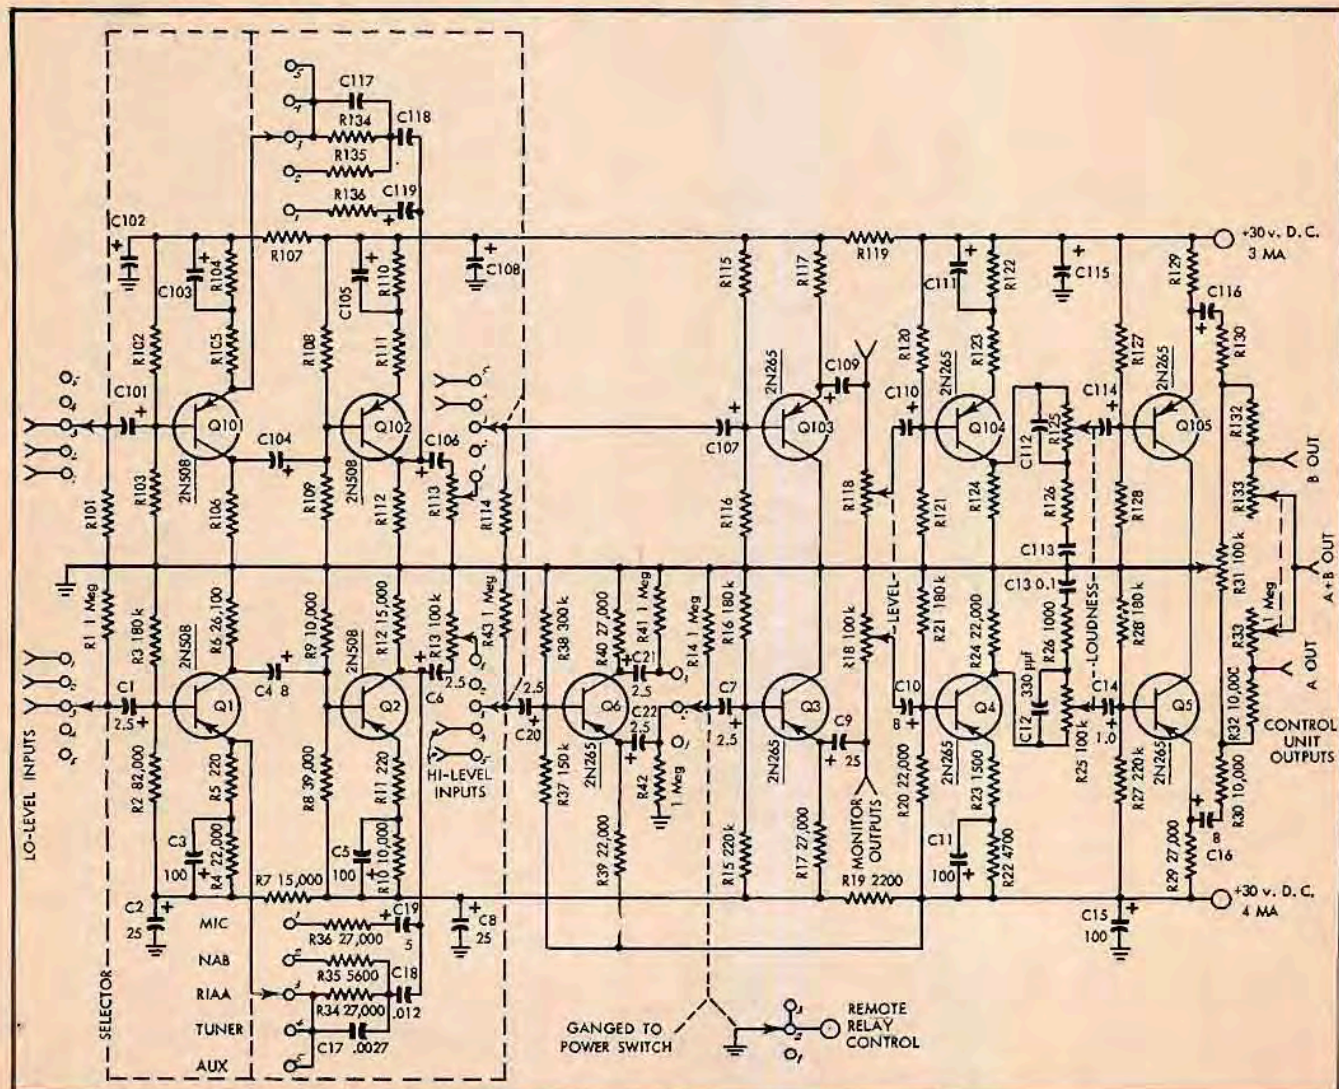 C117
C118
R134
R135
R136
C119
C102
C103
R104
R107
C105
R110
C108
R115
R117
R119
C111
R122
C115
R129
+30 v. D.C.
3 MA
C116
R102
R105
R108
R111
R120
R123
R127
R130
C101
2N265
C109
C110
2N265
C114
2N265
R132
Q101
Q102
Q103
Q104
Q105
2N508
C104
2N508
C106
C107
C112
R125
B OUT
R101
R103
R106
R109
R112
R113
R114
R116
R118
R121
R124
R126
R128
R133
C113
LEVEL
LOUDNESS
R31 100k
A+B OUT
LO-LEVEL INPUTS
R1 1 Meg
R3 180 k
R6 26,100
R9 10,000
R12 15,000
R13 100 k
R43 1 Meg
R38 300 k
R40 27,000
R41 1 Meg
R14 1 Meg
R16 180 k
R18 100 k
R21 180 k
R24 22,000
C13 0.1
R26 1000
R28 180 k
R33
1 Meg
2N508
2N508
C4 8
C6
2.5
2.5
C21
2.5
C12 330 μμf
A OUT
C1
2.5
Q1
Q2
C20
Q6
C22
2.5
C7
2.5
Q3
C10
8
Q4
R25 100 k
C14
1.0
Q5
R32 10,000
CONTROL
UNIT
OUTPUTS
R2 82,000
R5 220
R8 39,000
R11 220
HI-LEVEL
INPUTS
R37 150 k
2N265
R42
1 Meg
2N265
C9
25
2N265
R20 22,000
R23 1500
R27 220 k
2N265
R30 10,000
C3
100
R4 22,000
C5
100
R10 10,000
R39 22,000
R15 220 k
R17 27,000
MONITOR
OUTPUTS
C11
100
R22 4700
R29 27,000
8
C16
R7 15,000
R19 2200
+30 v. D.C.
4 MA
C2
25
MIC
R36 27,000
C19
5
C8
25
C15
100
NAB
R35 5600
C18
.012
SELECTOR
RIAA
R34 27,000
TUNER
C17 .0027
AUX
GANGED TO
POWER SWITCH
REMOTE
RELAY
CONTROL